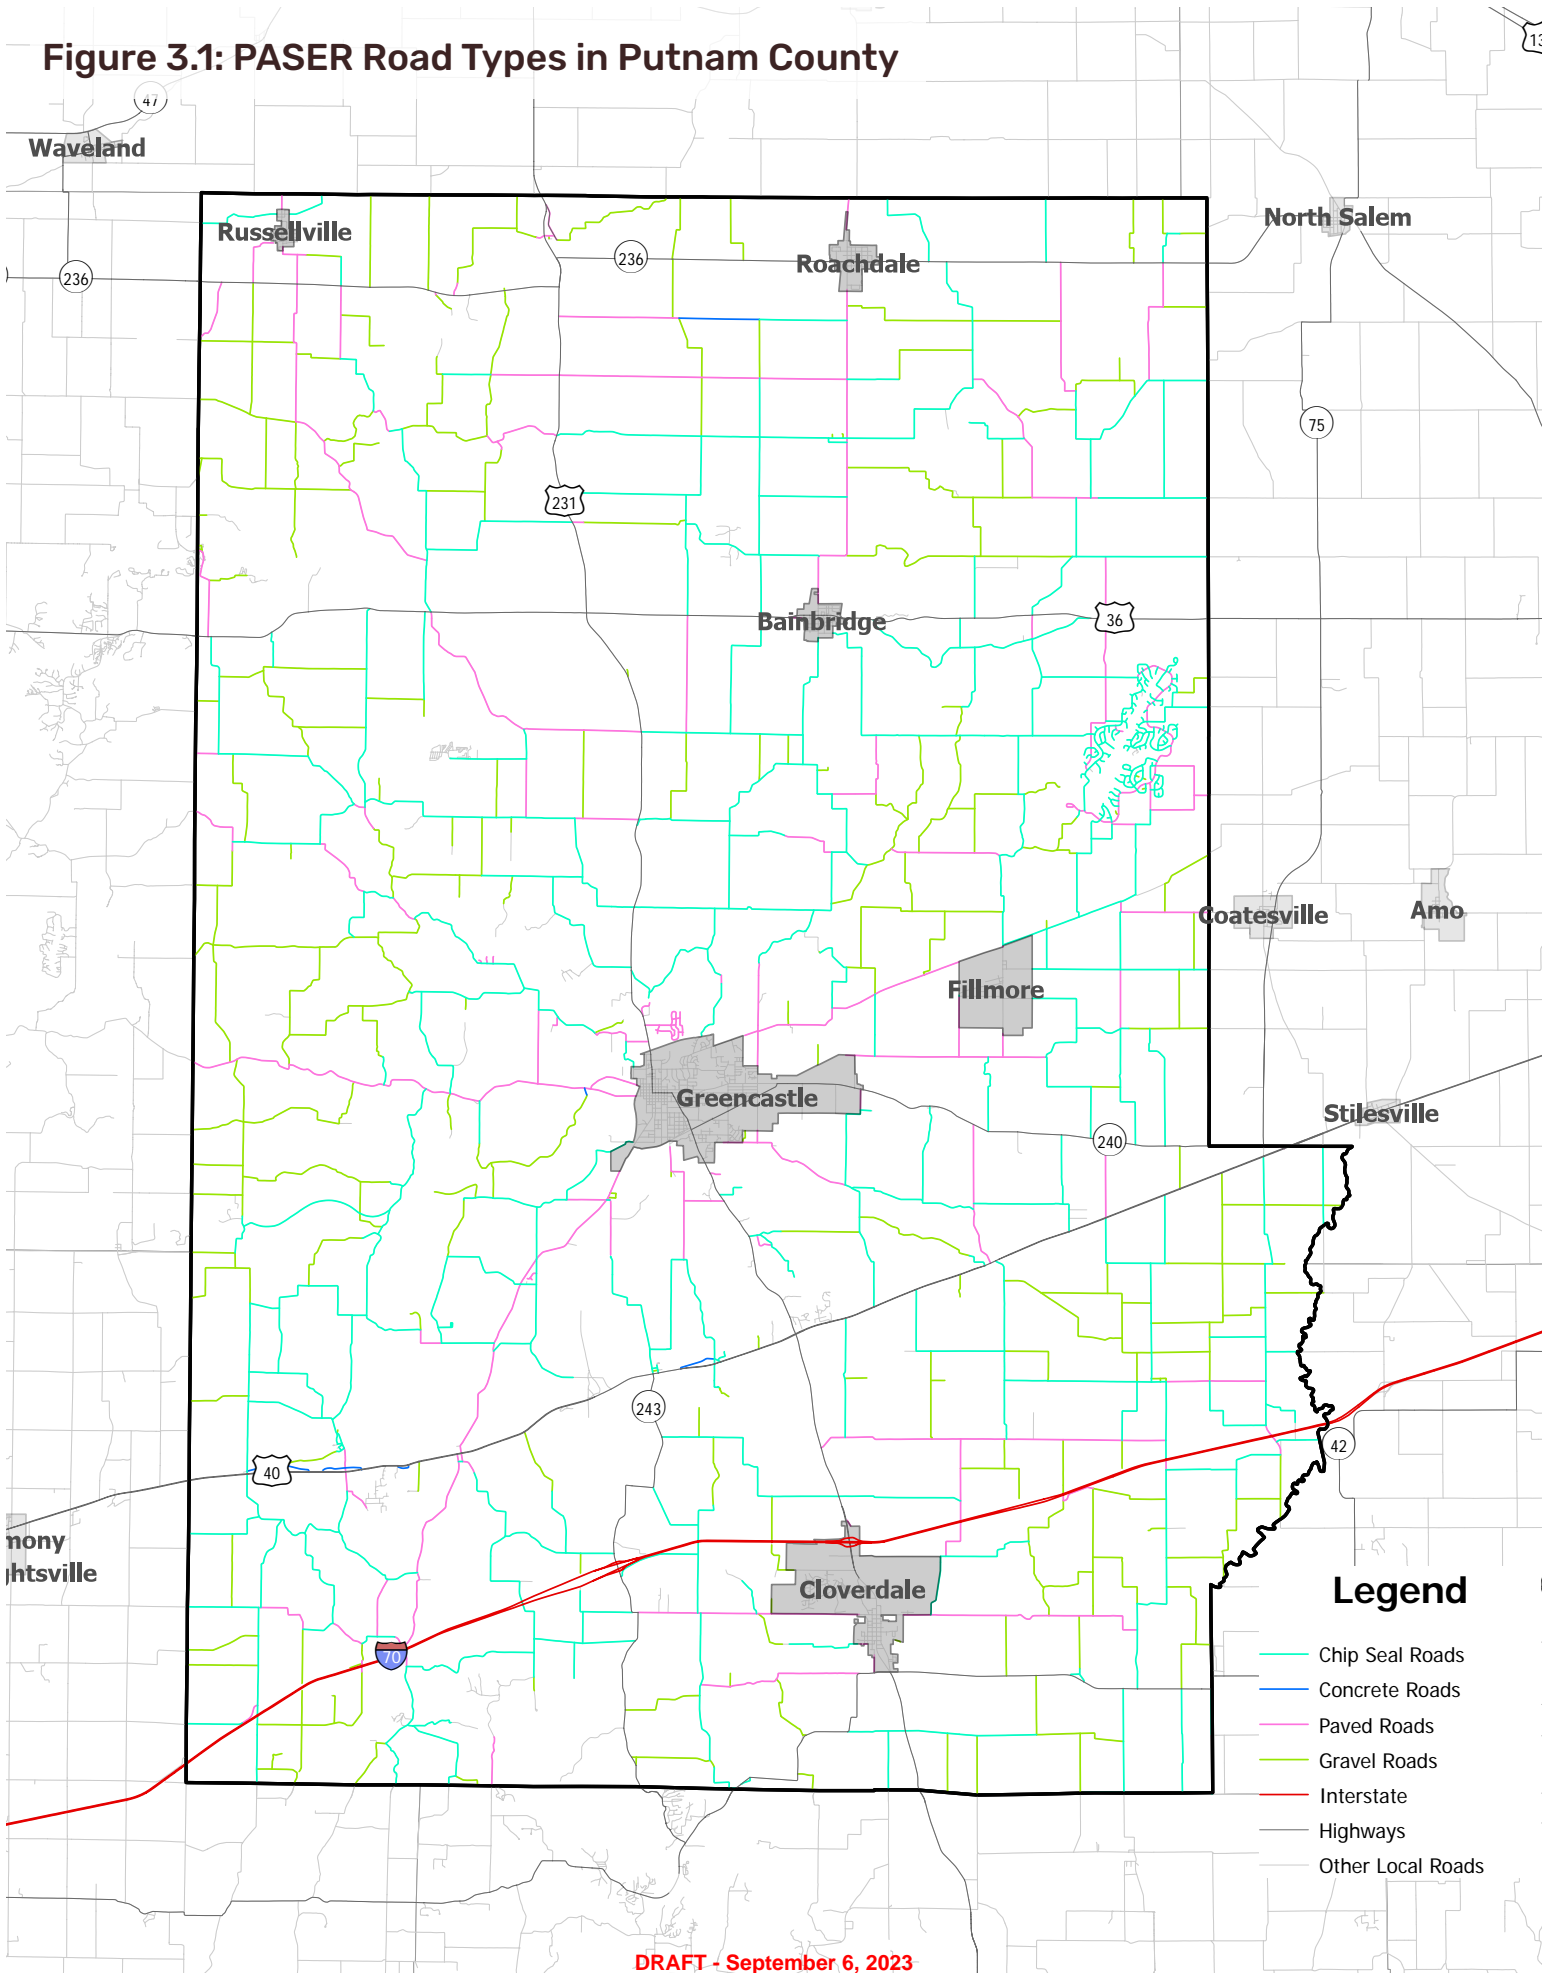 Figure 3.1: PASER Road Types in Putnam County
47
Waveland
Russellville
236
236
Roachdale
North Salem
75
231
Bainbridge
36
Coatesville
Amo
Fillmore
Greencastle
Stilesville
240
243
42
40
mony
htsville
Cloverdale
70
Legend
Chip Seal Roads
Concrete Roads
Paved Roads
Gravel Roads
Interstate
Highways
Other Local Roads
DRAFT - September 6, 2023